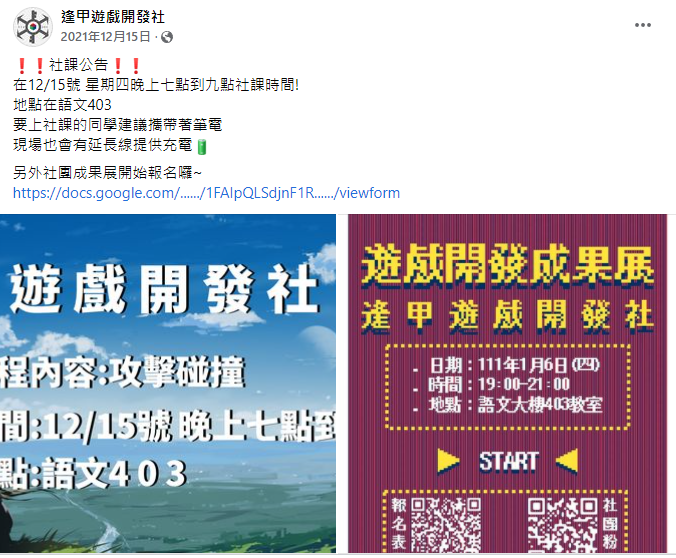 逢甲遊戲開發社
2021年12月15日
❗❗社課公告❗❗
在12/15號 星期四晚上七點到九點社課時間!
地點在語文403
要上社課的同學建議攜帶著筆電
現場也會有延長線提供充電🔋
另外社團成果展開始報名囉~
https://docs.google.com/....../1FAIpQLSdjnF1R....../viewform
遊戲開發社
程內容:攻擊碰撞
間:12/15號 晚上七點到
點:語文403
遊戲開發成果展
逢甲遊戲開發社
. 日期：111年1月6日(四)
. 時間：19:00-21:00
. 地點：語文大樓403教室
START
報名表
社團粉